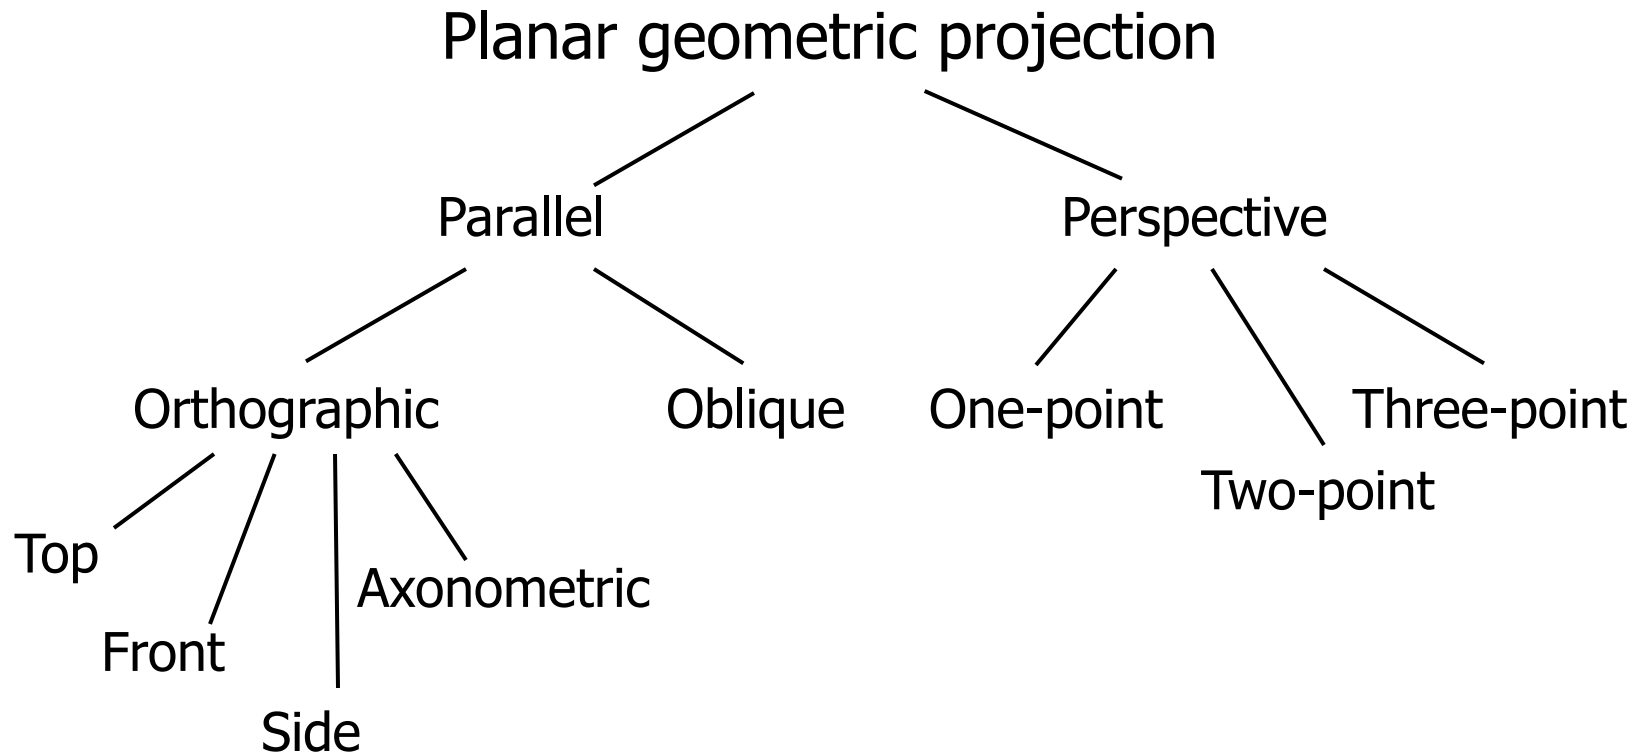 Planar geometric projection
Parallel
Perspective
Orthographic
Oblique
One-point
Three-point
Two-point
Top
Axonometric
Front
Side